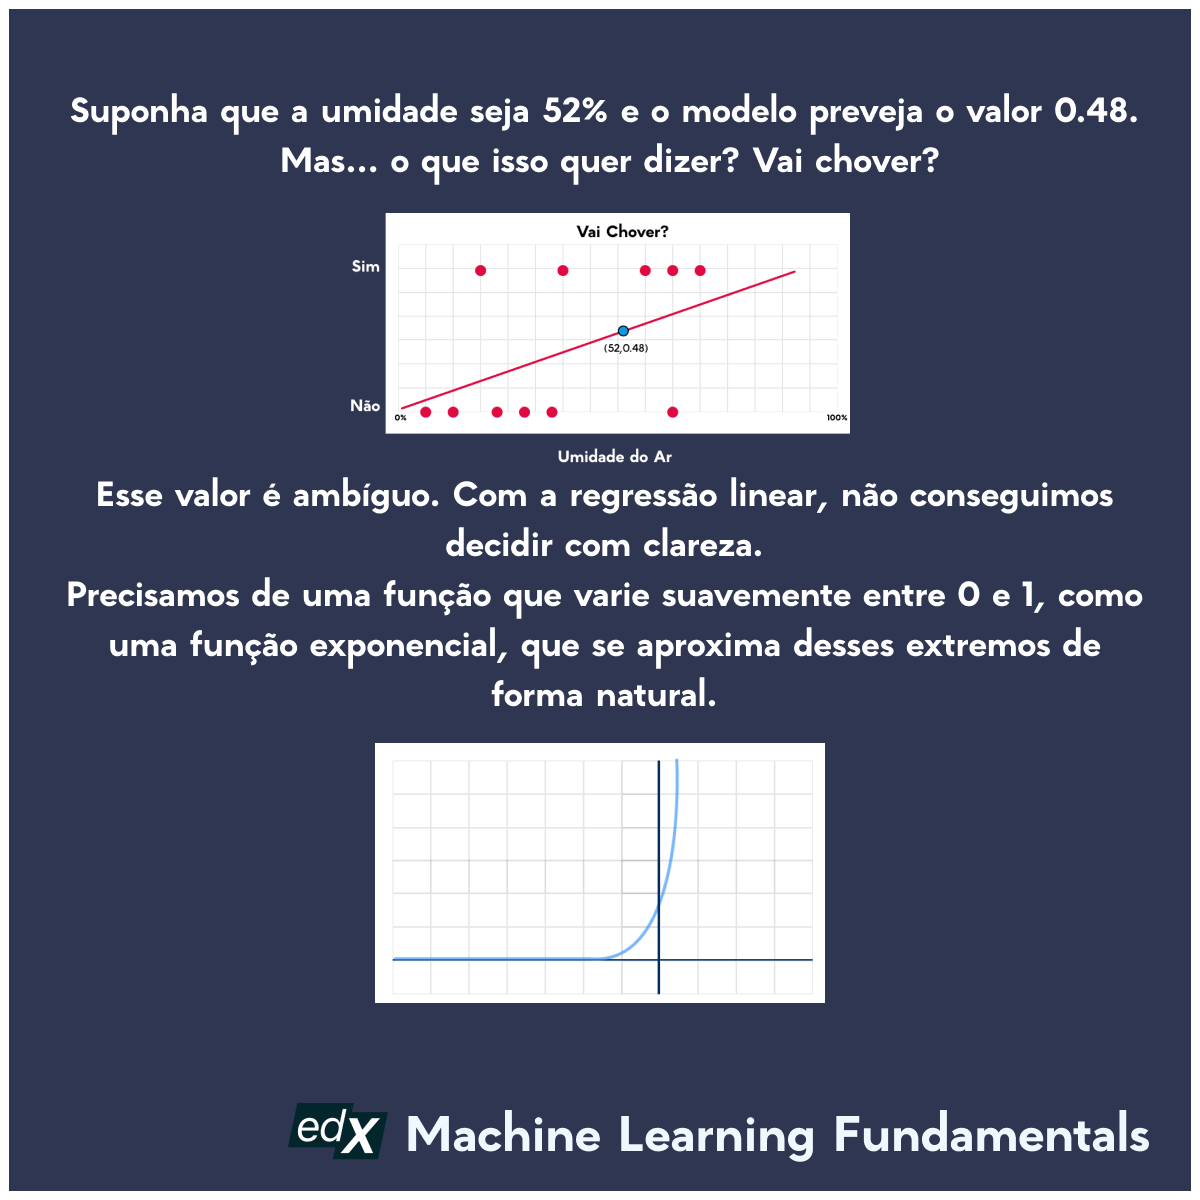 Suponha que a umidade seja 52% e o modelo preveja o valor 0.48.
Mas... o que isso quer dizer? Vai chover?
Vai Chover?
Sim
(52,0.48)
Não
0%
100%
Umidade do Ar
Esse valor é ambíguo. Com a regressão linear, não conseguimos
decidir com clareza.
Precisamos de uma função que varie suavemente entre 0 e 1, como
uma função exponencial, que se aproxima desses extremos de
forma natural.
edX Machine Learning Fundamentals